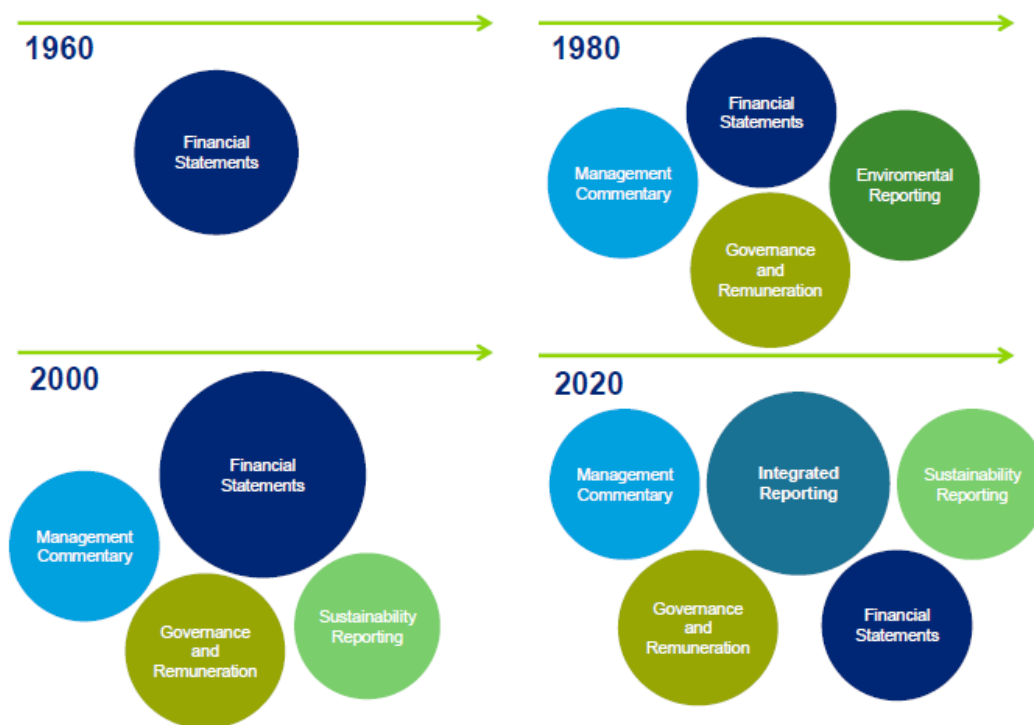 1960
Financial
Statements
1980
Financial
Statements
Management
Commentary
Enviromental
Reporting
Governance
and
Remuneration
2000
Financial
Statements
Management
Commentary
Governance
and
Remuneration
Sustainability
Reporting
2020
Management
Commentary
Integrated
Reporting
Sustainability
Reporting
Governance
and
Remuneration
Financial
Statements